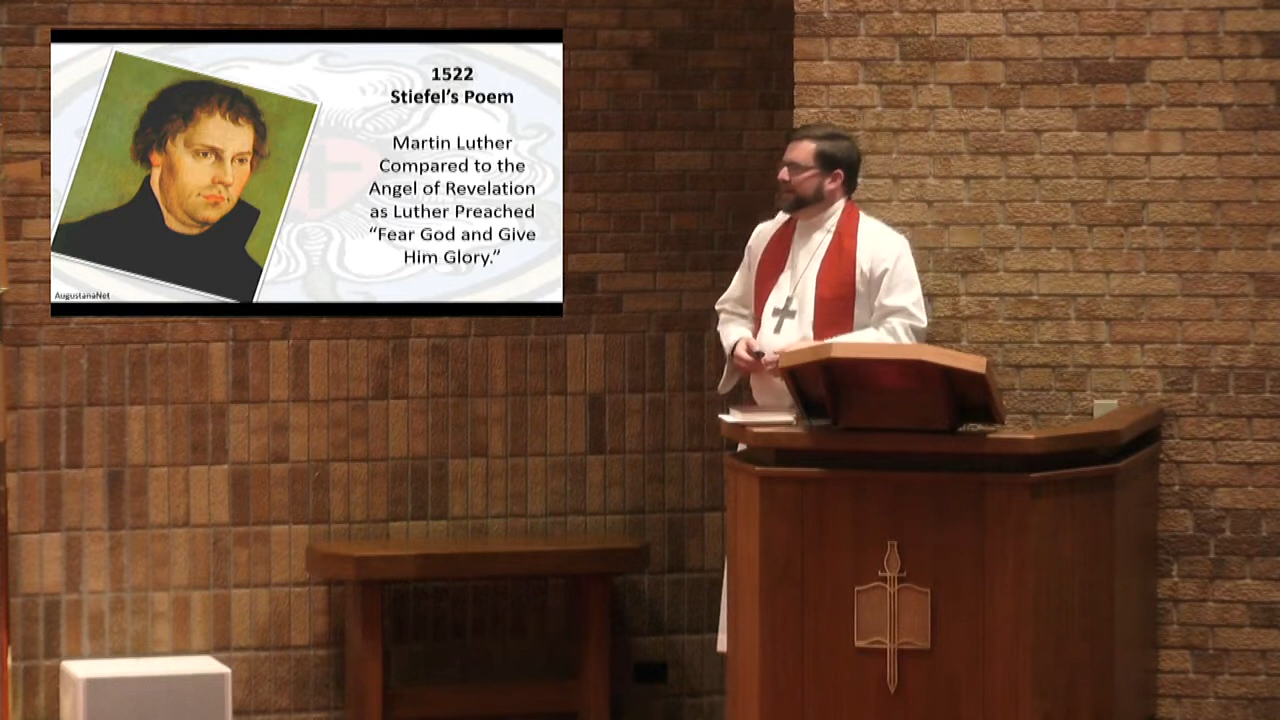 1522
Stiefel's Poem
Martin Luther
Compared to the
Angel of Revelation
as Luther Preached
“Fear God and Give
Him Glory.”
AugustanaNet